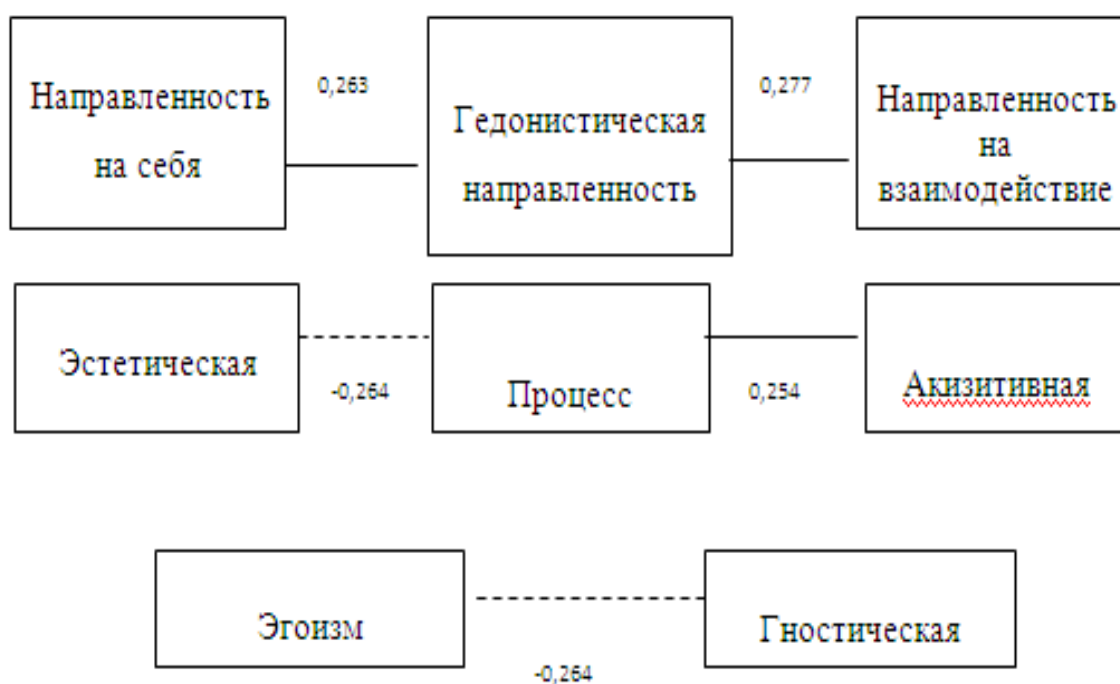 Направленность
на себя
0,263
Гедонистическая
направленность
0,277
Направленность
на
взаимодействие
Эстетическая
-0,264
Процесс
0,254
Акизитивная
Эгоизм
-0,264
Гностическая